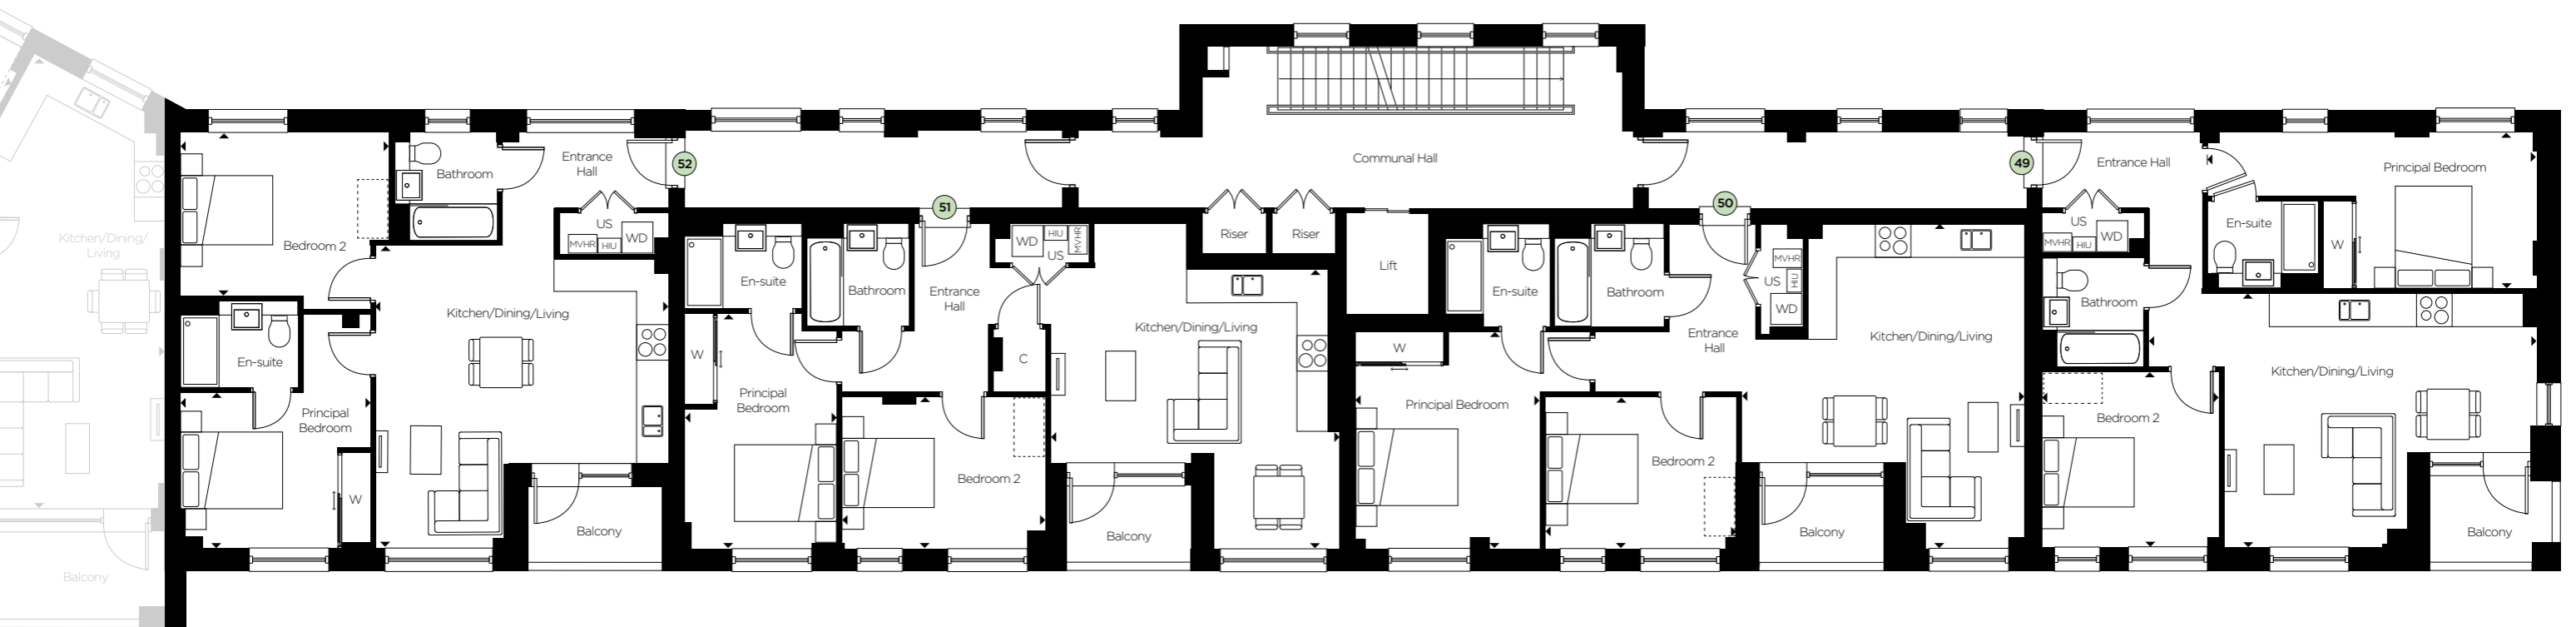 Kitchen/Dining/
Living
Balcony
52
Bedroom 2
Bathroom
Entrance
Hall
US
MVHR
HIU
WD
Kitchen/Dining/Living
En-suite
Principal
Bedroom
W
Balcony
51
En-suite
Bathroom
Entrance
Hall
WD
HIU
MVHR
US
W
C
Kitchen/Dining/Living
Principal
Bedroom
Bedroom 2
Balcony
Communal Hall
Riser
Riser
Lift
50
En-suite
Bathroom
Entrance
Hall
MVHR
US
HIU
WD
W
Kitchen/Dining/Living
Principal Bedroom
Bedroom 2
Balcony
49
Entrance Hall
US
MVHR
HIU
WD
Principal Bedroom
En-suite
W
Bathroom
Kitchen/Dining/Living
Bedroom 2
Balcony